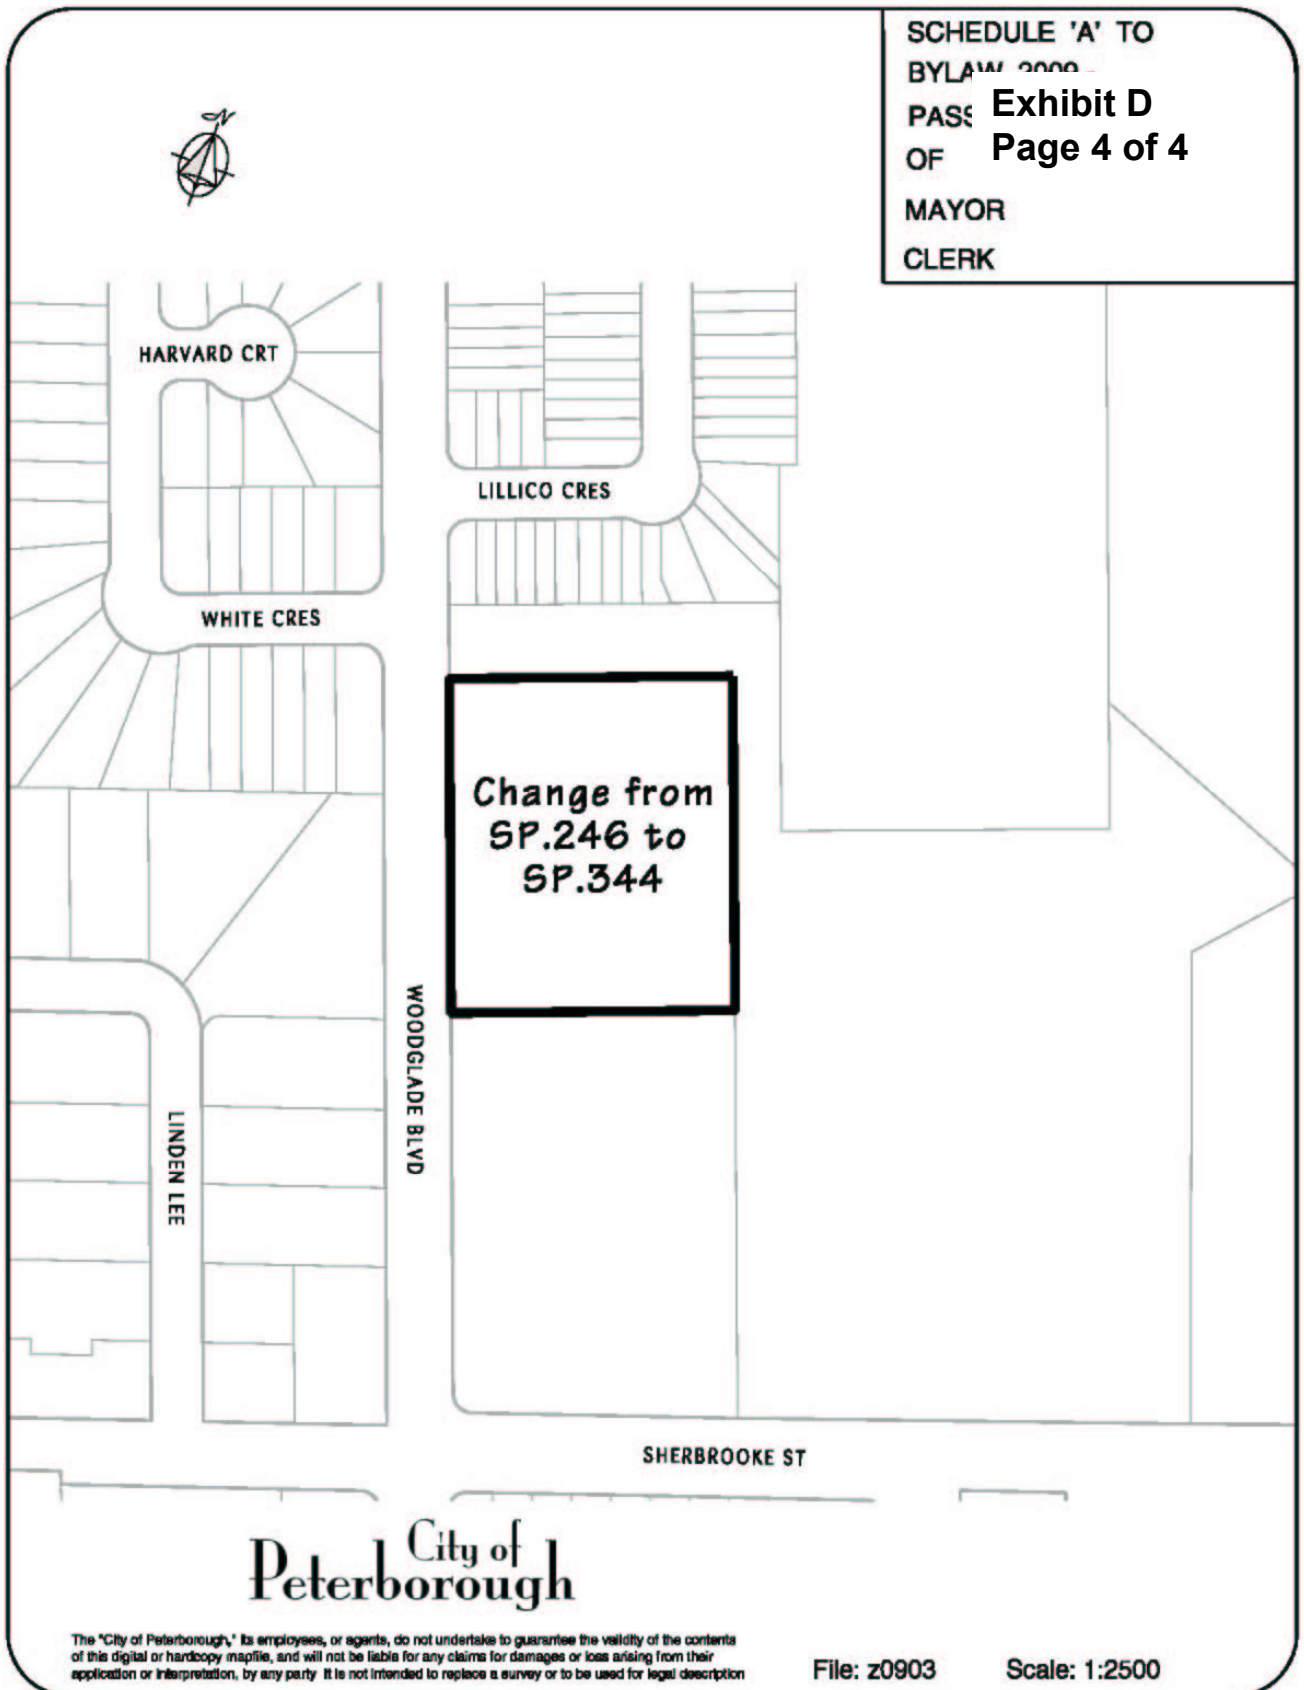 SCHEDULE 'A' TO
BYLAW 2009 -
Exhibit D
Page 4 of 4
OF
MAYOR
CLERK
N
HARVARD CRT
LILLICO CRES
WHITE CRES
Change from
SP.246 to
SP.344
WOODGLADE BLVD
LINDEN LEE
SHERBROOKE ST
City of
Peterborough
The "City of Peterborough," its employees, or agents, do not undertake to guarantee the validity of the contents
of this digital or hardcopy mapfile, and will not be liable for any claims for damages or loss arising from their
application or interpretation, by any party It is not intended to replace a survey or to be used for legal description
File: z0903
Scale: 1:2500